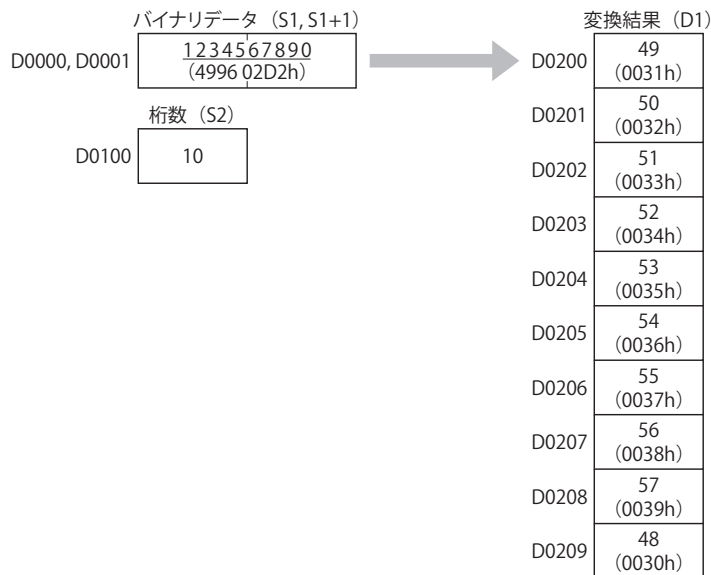 バイナリデータ（S1, S1+1）
D0000, D0001
1234567890
（4996 02D2h）
桁数（S2）
D0100
10
変換結果（D1）
D0200
49
（0031h）
D0201
50
（0032h）
D0202
51
（0033h）
D0203
52
（0034h）
D0204
53
（0035h）
D0205
54
（0036h）
D0206
55
（0037h）
D0207
56
（0038h）
D0208
57
（0039h）
D0209
48
（0030h）